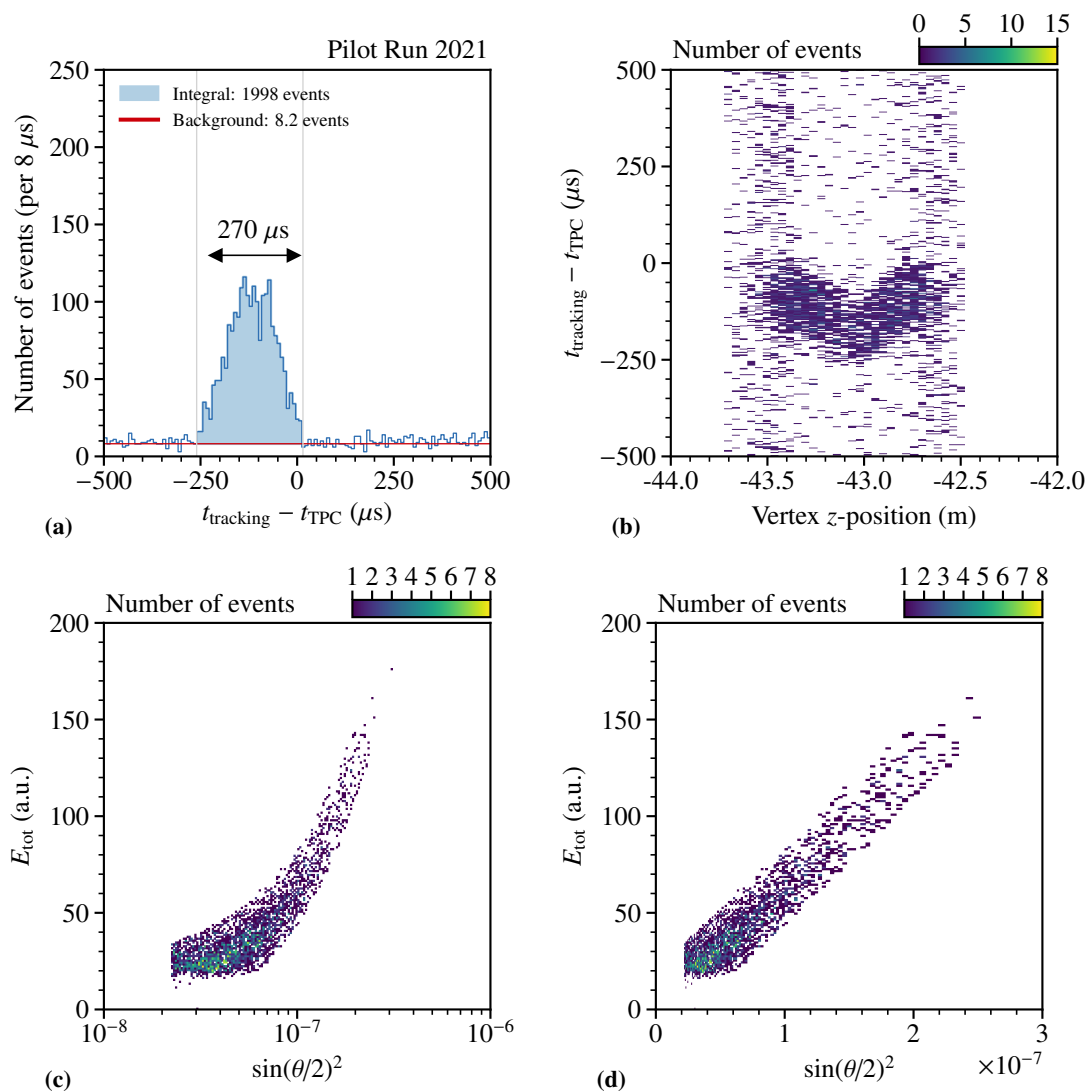 Pilot Run 2021
250
200
150
100
50
0
Number of events (per 8 μs)
Integral: 1998 events
Background: 8.2 events
270 μs
−500 −250 0 250 500
t_tracking − t_TPC (μs)
(a)
0 5 10 15
Number of events
500
250
0
−250
−500
t_tracking − t_TPC (μs)
-44.0 -43.5 -43.0 -42.5 -42.0
Vertex z-position (m)
(b)
1 2 3 4 5 6 7 8
Number of events
200
150
100
50
0
E_tot (a.u.)
10⁻⁸ 10⁻⁷ 10⁻⁶
sin(θ/2)²
(c)
1 2 3 4 5 6 7 8
Number of events
200
150
100
50
0
E_tot (a.u.)
0 1 2 3
sin(θ/2)² ×10⁻⁷
(d)